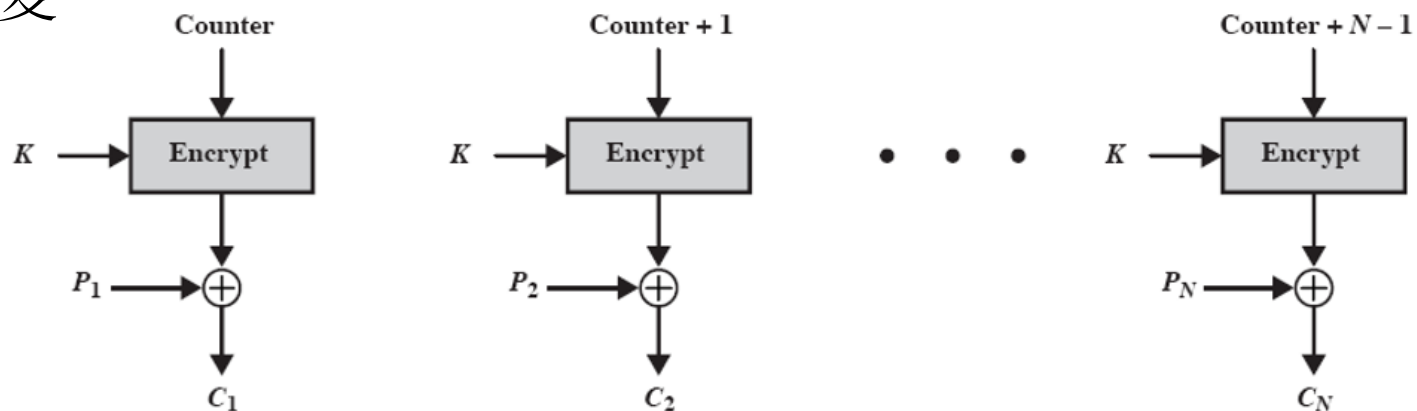 Counter Counter + 1 Counter + N – 1
K Encrypt K Encrypt • • • K Encrypt
P1 P2 PN
C1 C2 CN